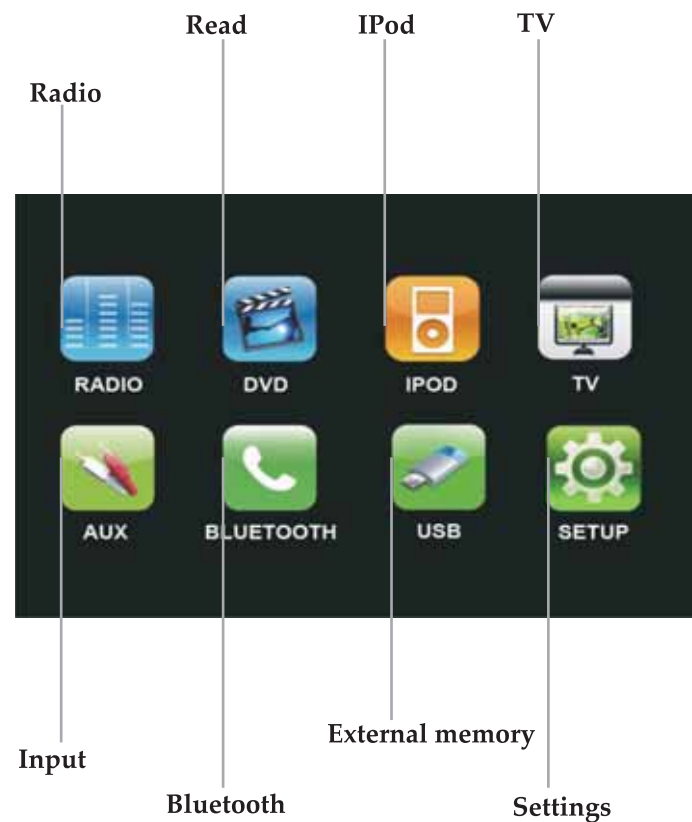 Read IPod TV
Radio
RADIO DVD IPOD TV
AUX BLUETOOTH USB SETUP
External memory
Input
Bluetooth Settings